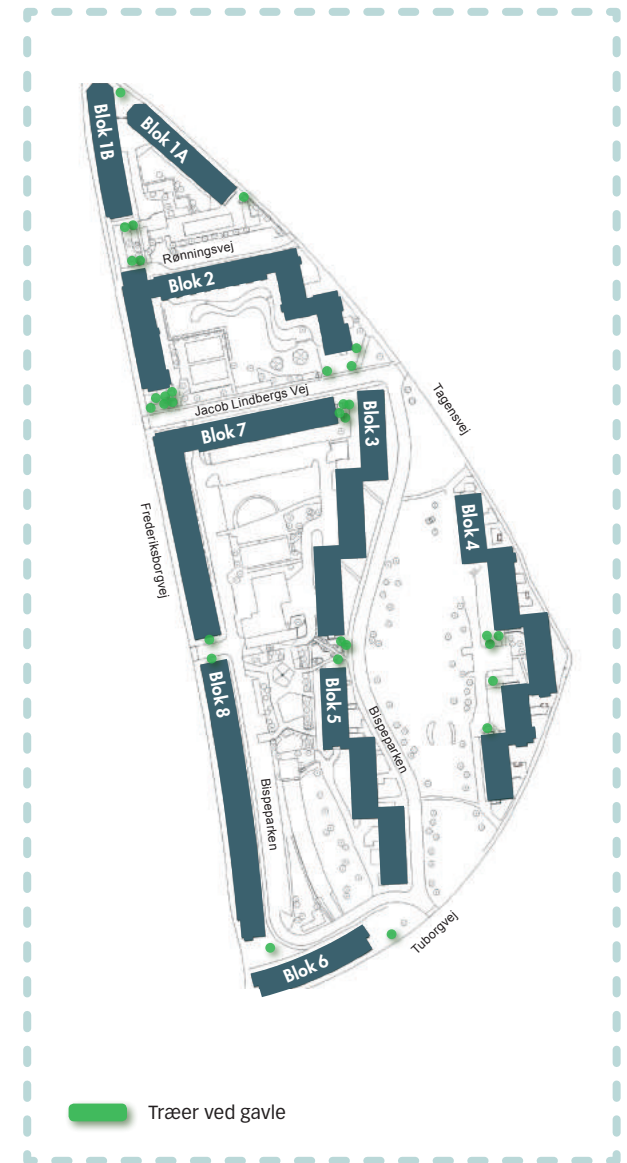 Blok 1B
Blok 1A
Rønningsvej
Blok 2
Jacob Lindbergs Vej
Tagensvej
Blok 7
Blok 3
Frederiksborgvej
Blok 4
Blok 8
Blok 5
Bispeparken
Bispeparken
Tuborgvej
Blok 6
Træer ved gavle